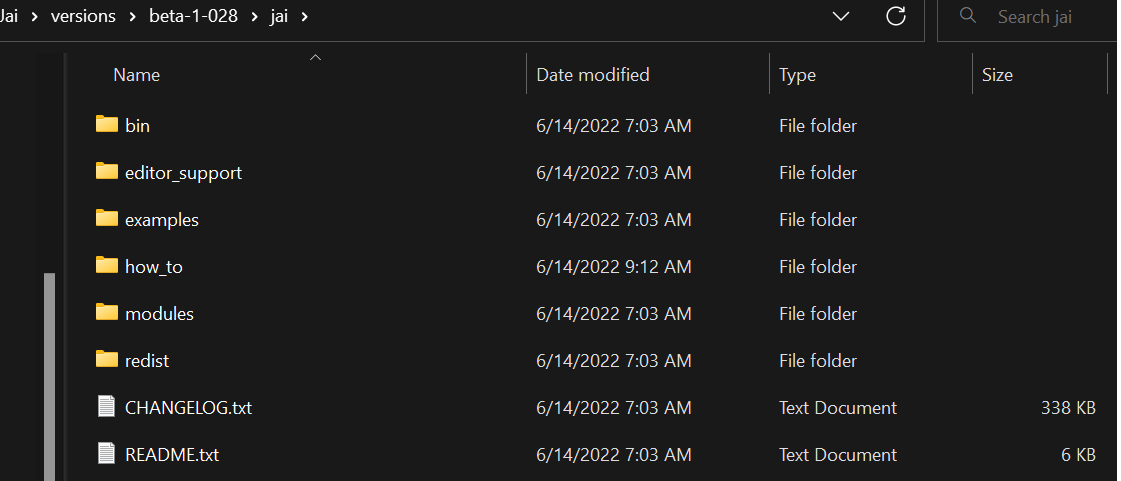 Jai > versions > beta-1-028 > jai > Search jai
Name Date modified Type Size
bin 6/14/2022 7:03 AM File folder
editor_support 6/14/2022 7:03 AM File folder
examples 6/14/2022 7:03 AM File folder
how_to 6/14/2022 9:12 AM File folder
modules 6/14/2022 7:03 AM File folder
redist 6/14/2022 7:03 AM File folder
CHANGELOG.txt 6/14/2022 7:03 AM Text Document 338 KB
README.txt 6/14/2022 7:03 AM Text Document 6 KB